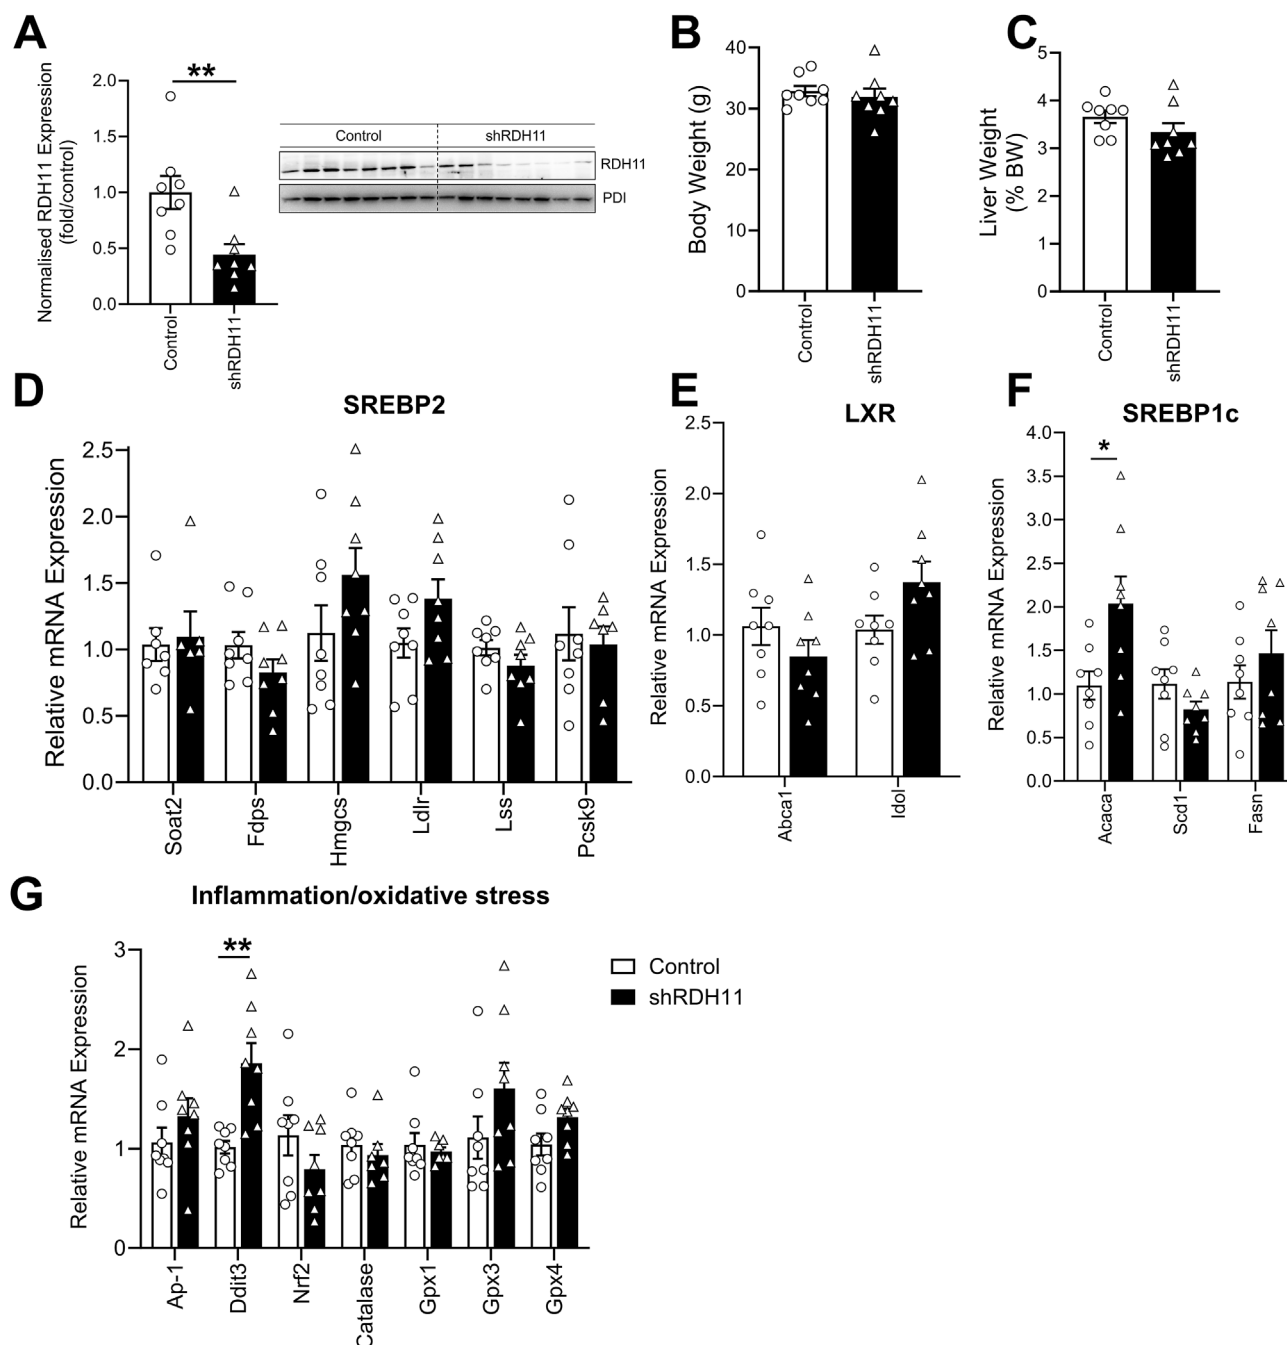 A
Normalised RDH11 Expression
(fold/control)
2.0
1.5
1.0
0.5
0.0
**
Control
shRDH11
Control
shRDH11
RDH11
PDI
B
Body Weight (g)
40
30
20
10
0
Control
shRDH11
C
Liver Weight
(% BW)
5
4
3
2
1
0
Control
shRDH11
D
SREBP2
Relative mRNA Expression
2.5
2.0
1.5
1.0
0.5
0.0
Soat2
Fdps
Hmgcs
Ldlr
Lss
Pcsk9
E
LXR
Relative mRNA Expression
2.5
2.0
1.5
1.0
0.5
0.0
Abca1
Idol
F
SREBP1c
Relative mRNA Expression
4.0
3.5
3.0
2.5
2.0
1.5
1.0
0.5
0.0
*
Acaca
Scd1
Fasn
G
Inflammation/oxidative stress
Relative mRNA Expression
3
2
1
0
**
Ap-1
Ddit3
Nrf2
Catalase
Gpx1
Gpx3
Gpx4
Control
shRDH11